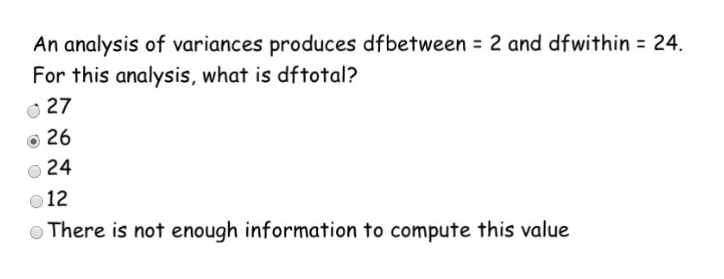 An analysis of variances produces dfbetween = 2 and dfwithin = 24.
For this analysis, what is dftotal?
27
26
24
12
There is not enough information to compute this value